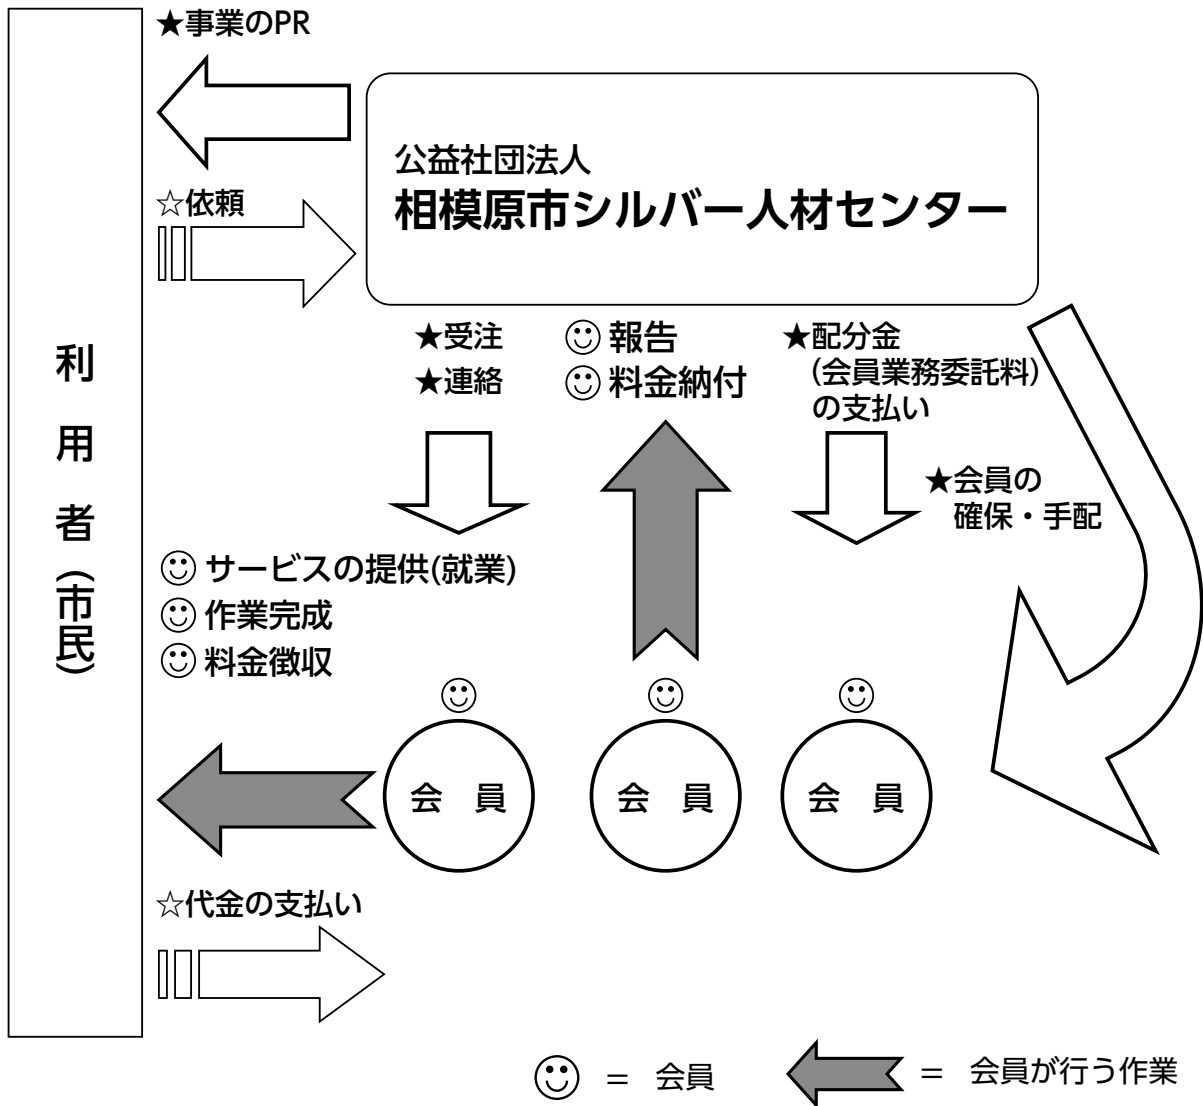 ★事業のPR
公益社団法人
相模原市シルバー人材センター
☆依頼
利用者(市民)
★受注
★連絡
報告
料金納付
★配分金
(会員業務委託料)
の支払い
★会員の
確保・手配
サービスの提供(就業)
作業完成
料金徴収
会員
会員
会員
☆代金の支払い
= 会員
= 会員が行う作業